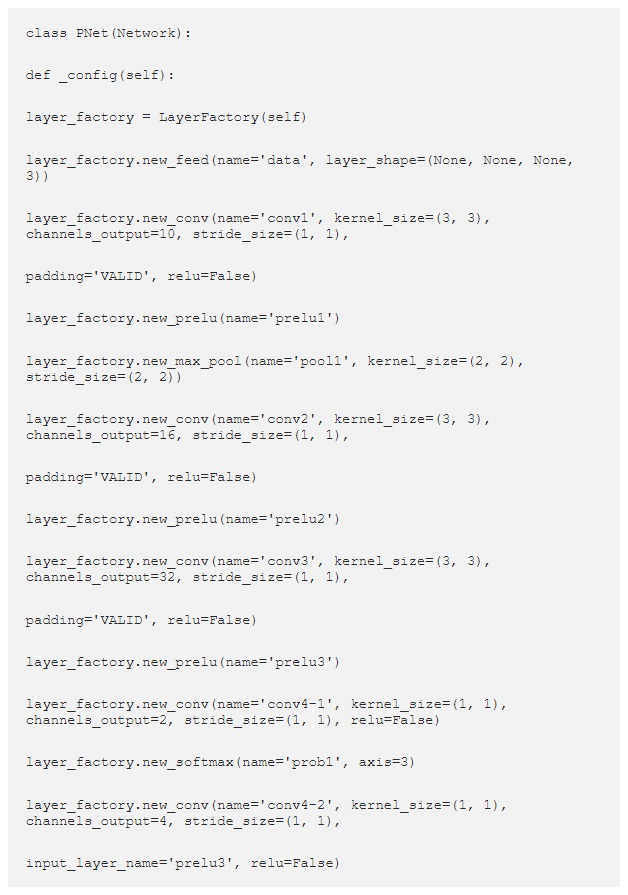 class PNet(Network):
def _config(self):
layer_factory = LayerFactory(self)
layer_factory.new_feed(name='data', layer_shape=(None, None, None,
3))
layer_factory.new_conv(name='conv1', kernel_size=(3, 3),
channels_output=10, stride_size=(1, 1),
padding='VALID', relu=False)
layer_factory.new_prelu(name='prelu1')
layer_factory.new_max_pool(name='pool1', kernel_size=(2, 2),
stride_size=(2, 2))
layer_factory.new_conv(name='conv2', kernel_size=(3, 3),
channels_output=16, stride_size=(1, 1),
padding='VALID', relu=False)
layer_factory.new_prelu(name='prelu2')
layer_factory.new_conv(name='conv3', kernel_size=(3, 3),
channels_output=32, stride_size=(1, 1),
padding='VALID', relu=False)
layer_factory.new_prelu(name='prelu3')
layer_factory.new_conv(name='conv4-1', kernel_size=(1, 1),
channels_output=2, stride_size=(1, 1), relu=False)
layer_factory.new_softmax(name='prob1', axis=3)
layer_factory.new_conv(name='conv4-2', kernel_size=(1, 1),
channels_output=4, stride_size=(1, 1),
input_layer_name='prelu3', relu=False)